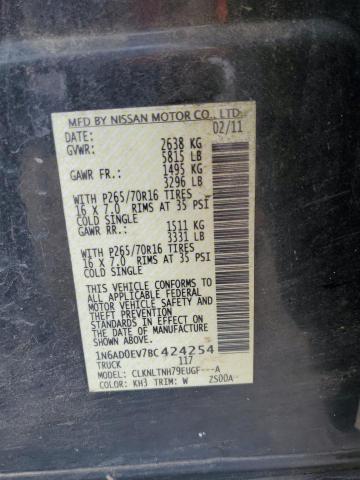 MFD BY NISSAN MOTOR CO., LTD.
DATE: 02/11
GVWR: 2638 KG
5815 LB
GAWR FR: 1495 KG
3296 LB
WITH P265/70R16 TIRES
16 X 7.0 RIMS AT 35 PSI
COLD SINGLE
GAWR RR.: 1511 KG
3331 LB
WITH P265/70R16 TIRES
16 X 7.0 RIMS AT 35 PSI
COLD SINGLE
THIS VEHICLE CONFORMS TO
ALL APPLICABLE FEDERAL
MOTOR VEHICLE SAFETY
AND THEFT PREVENTION
STANDARDS IN EFFECT ON
THE DATE OF MANUFACTURE
SHOWN ABOVE.
1N6AD0EV7BC424254
TRUCK 117
MODEL: CLKNLTNH79EUGF---A
COLOR: KH3 TRIM: W 2S00A